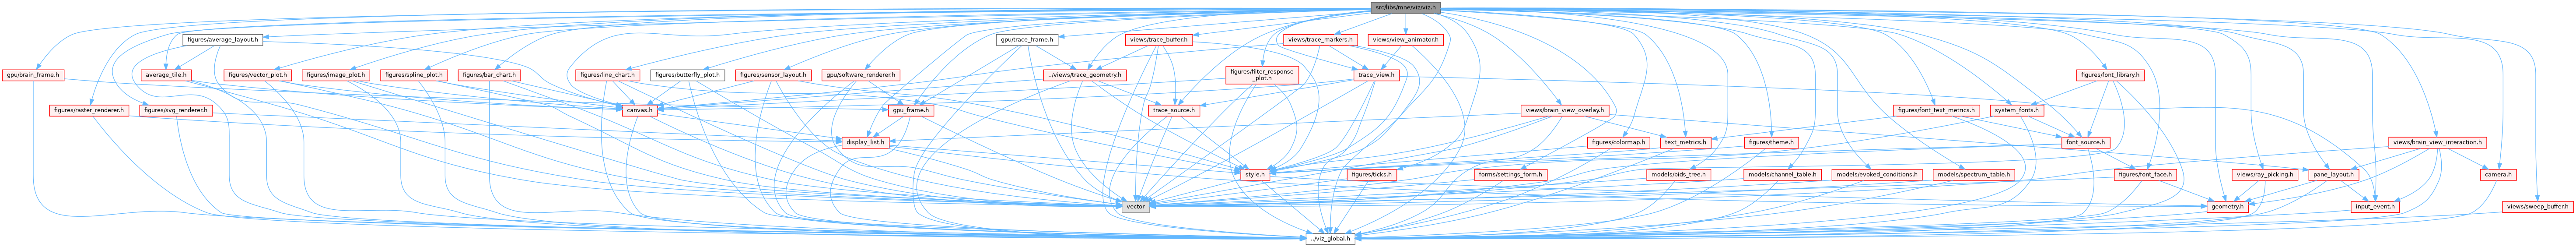 src/libs/mne/viz/viz.h
figures/average_layout.h
gpu/trace_frame.h
views/trace_buffer.h
views/trace_markers.h
views/view_animator.h
gpu/brain_frame.h
average_tile.h
figures/vector_plot.h
figures/image_plot.h
figures/spline_plot.h
figures/bar_chart.h
figures/line_chart.h
figures/butterfly_plot.h
figures/sensor_layout.h
gpu/software_renderer.h
../views/trace_geometry.h
figures/filter_response
_plot.h
trace_view.h
figures/font_library.h
figures/raster_renderer.h
figures/svg_renderer.h
canvas.h
gpu_frame.h
trace_source.h
views/brain_view_overlay.h
figures/font_text_metrics.h
system_fonts.h
display_list.h
text_metrics.h
figures/colormap.h
figures/theme.h
font_source.h
views/brain_view_interaction.h
style.h
figures/ticks.h
forms/settings_form.h
models/bids_tree.h
models/channel_table.h
models/evoked_conditions.h
models/spectrum_table.h
figures/font_face.h
views/ray_picking.h
pane_layout.h
camera.h
vector
geometry.h
input_event.h
views/sweep_buffer.h
../viz_global.h